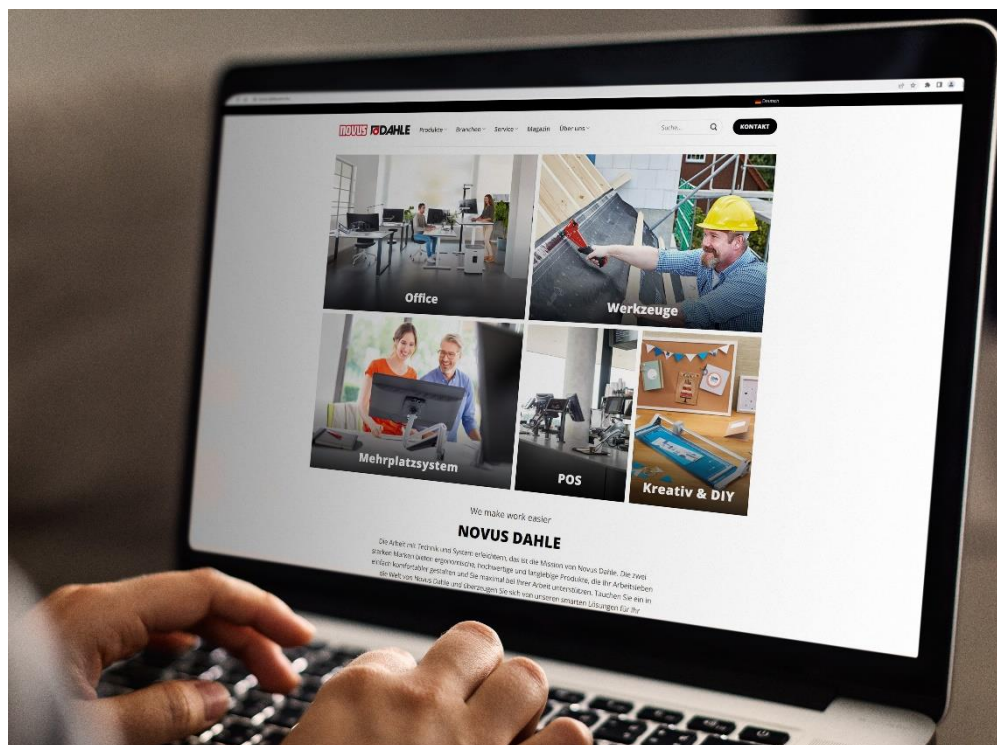 Deutsch
novus DAHLE Produkte Branchen Service Magazin Über uns Suche... KONTAKT
Office
Werkzeuge
Mehrplatzsystem
POS
Kreativ & DIY
We make work easier
NOVUS DAHLE
Die Arbeit mit Technik und System erleichtern, das ist die Mission von Novus Dahle. Die zwei
starken Marken bieten ergonomische, hochwertige und langlebige Produkte, die Ihr Arbeitsleben
einfach komfortabler gestalten und Sie maximal bei Ihrer Arbeit unterstützen. Tauchen Sie ein in
die Welt von Novus Dahle und überzeugen Sie sich von unseren smarten Lösungen für Ihr